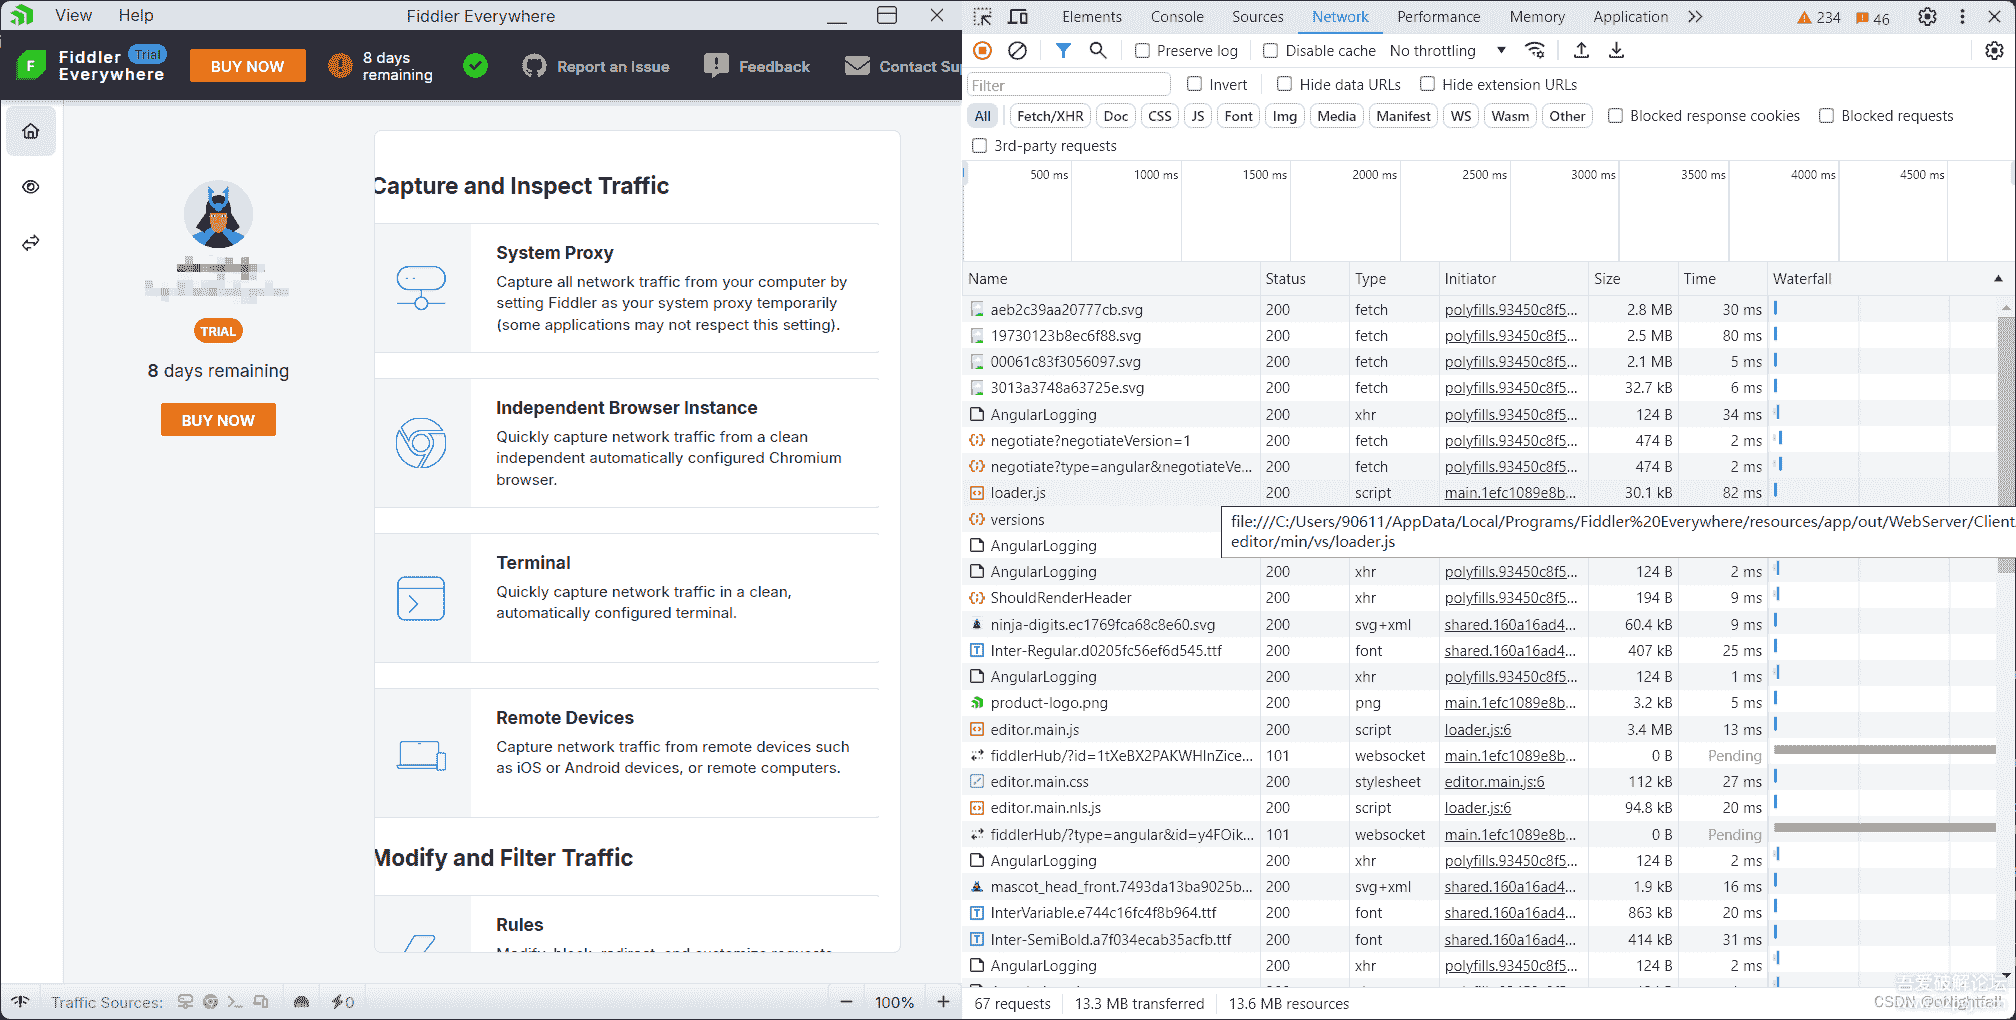 View Help Fiddler Everywhere
Fiddler Trial
Everywhere
BUY NOW
8 days
remaining
Report an Issue
Feedback
Contact Su
TRIAL
8 days remaining
BUY NOW
Capture and Inspect Traffic
System Proxy
Capture all network traffic from your computer by
setting Fiddler as your system proxy temporarily
(some applications may not respect this setting).
Independent Browser Instance
Quickly capture network traffic from a clean
independent automatically configured Chromium
browser.
Terminal
Quickly capture network traffic in a clean,
automatically configured terminal.
Remote Devices
Capture network traffic from remote devices such
as iOS or Android devices, or remote computers.
Modify and Filter Traffic
Rules
Modify, block, redirect, and customize requests
Traffic Sources: 0 100%
Elements Console Sources Network Performance Memory Application 234 46
Preserve log Disable cache No throttling
Filter Invert Hide data URLs Hide extension URLs
All Fetch/XHR Doc CSS JS Font Img Media Manifest WS Wasm Other Blocked response cookies Blocked requests
3rd-party requests
500 ms 1000 ms 1500 ms 2000 ms 2500 ms 3000 ms 3500 ms 4000 ms 4500 ms
Name Status Type Initiator Size Time Waterfall
aeb2c39aa20777cb.svg 200 fetch polyfills.93450c8f5... 2.8 MB 30 ms
19730123b8ec6f88.svg 200 fetch polyfills.93450c8f5... 2.5 MB 80 ms
00061c83f3056097.svg 200 fetch polyfills.93450c8f5... 2.1 MB 5 ms
3013a3748a63725e.svg 200 fetch polyfills.93450c8f5... 32.7 kB 6 ms
AngularLogging 200 xhr polyfills.93450c8f5... 124 B 34 ms
negotiate?negotiateVersion=1 200 fetch polyfills.93450c8f5... 474 B 2 ms
negotiate?type=angular&negotiateVe... 200 fetch polyfills.93450c8f5... 474 B 2 ms
loader.js 200 script main.1efc1089e8b... 30.1 kB 82 ms
versions
file:///C:/Users/90611/AppData/Local/Programs/Fiddler%20Everywhere/resources/app/out/WebServer/Client
editor/min/vs/loader.js
AngularLogging
AngularLogging 200 xhr polyfills.93450c8f5... 124 B 2 ms
ShouldRenderHeader 200 xhr polyfills.93450c8f5... 194 B 9 ms
ninja-digits.ec1769fca68c8e60.svg 200 svg+xml shared.160a16ad4... 60.4 kB 9 ms
Inter-Regular.d0205fc56ef6d545.ttf 200 font shared.160a16ad4... 407 kB 25 ms
AngularLogging 200 xhr polyfills.93450c8f5... 124 B 1 ms
product-logo.png 200 png main.1efc1089e8b... 3.2 kB 5 ms
editor.main.js 200 script loader.js:6 3.4 MB 13 ms
fiddlerHub/?id=1tXeBX2PAKWHlnZice... 101 websocket main.1efc1089e8b... 0 B Pending
editor.main.css 200 stylesheet editor.main.js:6 112 kB 27 ms
editor.main.nls.js 200 script loader.js:6 94.8 kB 20 ms
fiddlerHub/?type=angular&id=y4FOik... 101 websocket main.1efc1089e8b... 0 B Pending
AngularLogging 200 xhr polyfills.93450c8f5... 124 B 2 ms
mascot_head_front.7493da13ba9025b... 200 svg+xml shared.160a16ad4... 1.9 kB 16 ms
InterVariable.e744c16fc4f8b964.ttf 200 font shared.160a16ad4... 863 kB 20 ms
Inter-SemiBold.a7f034ecab35acfb.ttf 200 font shared.160a16ad4... 414 kB 31 ms
AngularLogging 200 xhr polyfills.93450c8f5... 124 B 2 ms
67 requests 13.3 MB transferred 13.6 MB resources
吾爱破解论坛
CSDN